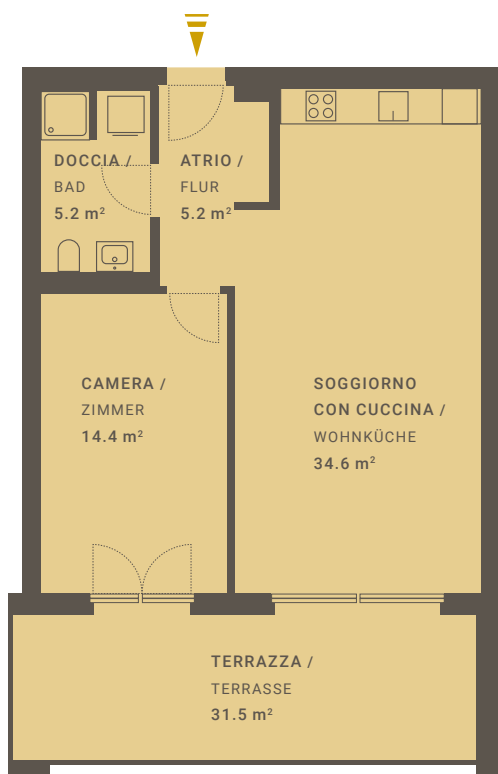 DOCCIA /
BAD
5.2 m²
ATRIO /
FLUR
5.2 m²
CAMERA /
ZIMMER
14.4 m²
SOGGIORNO
CON CUCCINA /
WOHNKÜCHE
34.6 m²
TERRAZZA /
TERRASSE
31.5 m²